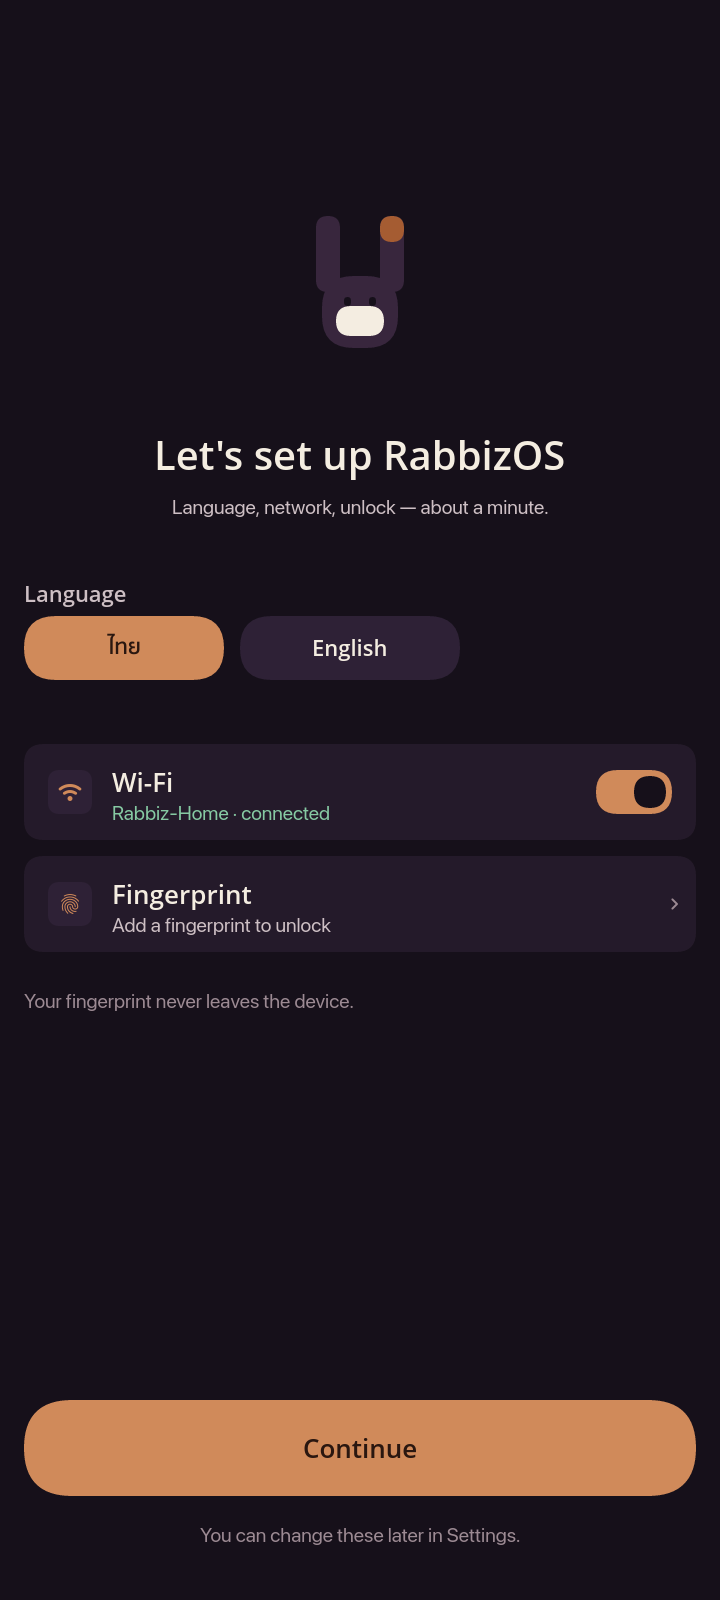 Let's set up RabbizOS
Language, network, unlock — about a minute.
Language
ไทย
English
Wi-Fi
Rabbiz-Home · connected
Fingerprint
Add a fingerprint to unlock
Your fingerprint never leaves the device.
Continue
You can change these later in Settings.